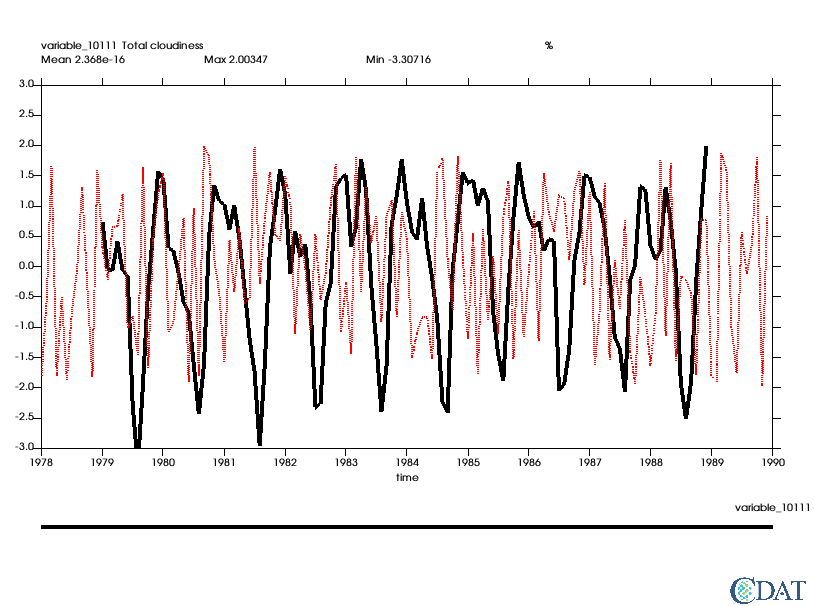 variable_10111 Total cloudiness %
Mean 2.368e-16 Max 2.00347 Min -3.30716
3.0
2.5
2.0
1.5
1.0
0.5
0.0
-0.5
-1.0
-1.5
-2.0
-2.5
-3.0
1978 1979 1980 1981 1982 1983 1984 1985 1986 1987 1988 1989 1990
time
variable_10111
CDAT